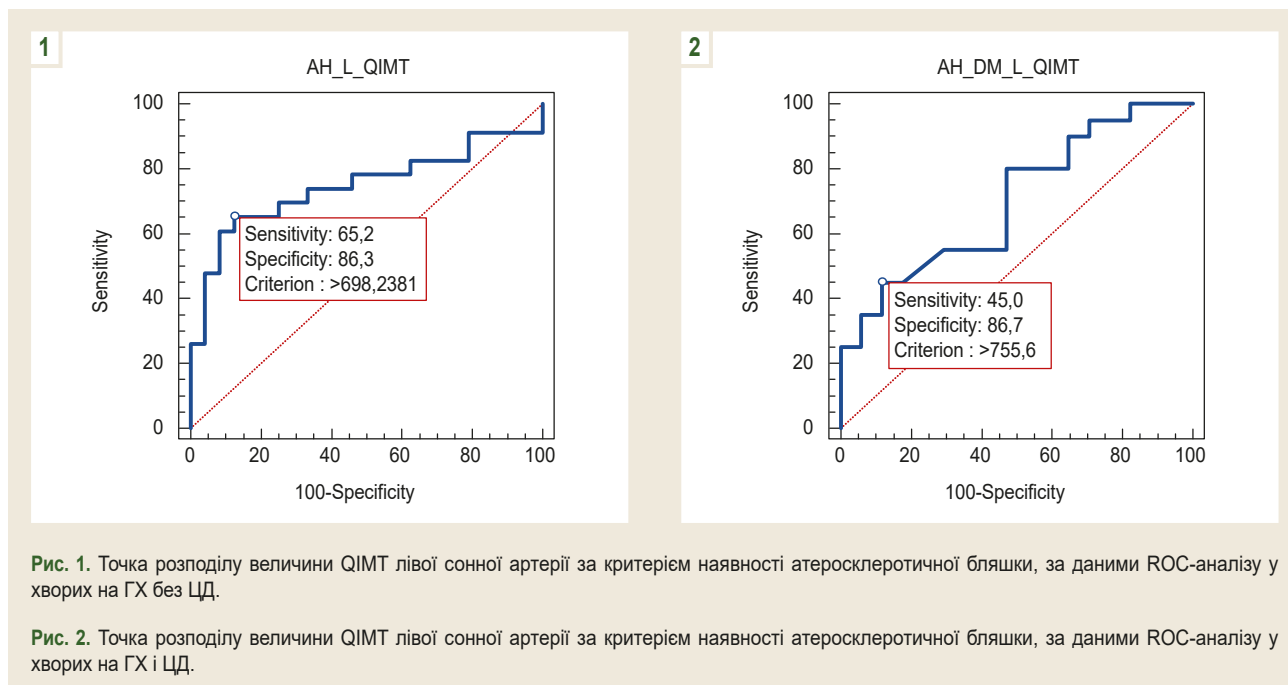 1
AH_L_QIMT
100
80
60
40
20
0
Sensitivity
Sensitivity: 65,2
Specificity: 86,3
Criterion : >698,2381
0 20 40 60 80 100
100-Specificity
2
AH_DM_L_QIMT
100
80
60
40
20
0
Sensitivity
Sensitivity: 45,0
Specificity: 86,7
Criterion : >755,6
0 20 40 60 80 100
100-Specificity
Рис. 1. Точка розподілу величини QIMT лівої сонної артерії за критерієм наявності атеросклеротичної бляшки, за даними ROC-аналізу у
хворих на ГХ без ЦД.
Рис. 2. Точка розподілу величини QIMT лівої сонної артерії за критерієм наявності атеросклеротичної бляшки, за даними ROC-аналізу у
хворих на ГХ і ЦД.